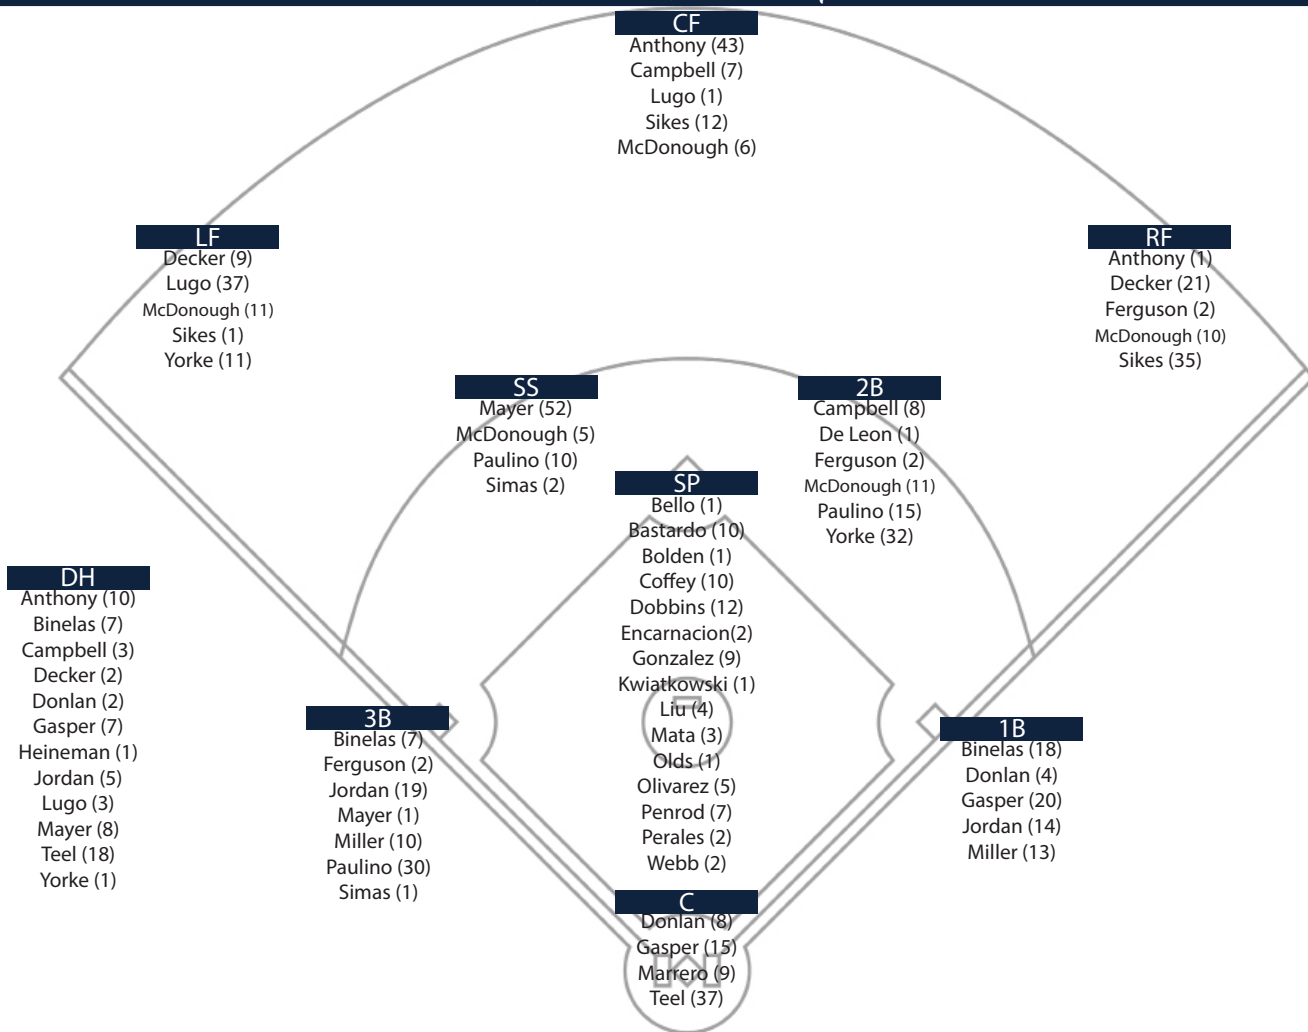 CF
Anthony (43)
Campbell (7)
Lugo (1)
Sikes (12)
McDonough (6)
LF
Decker (9)
Lugo (37)
McDonough (11)
Sikes (1)
Yorke (11)
RF
Anthony (1)
Decker (21)
Ferguson (2)
McDonough (10)
Sikes (35)
SS
Mayer (52)
McDonough (5)
Paulino (10)
Simas (2)
2B
Campbell (8)
De Leon (1)
Ferguson (2)
McDonough (11)
Paulino (15)
Yorke (32)
SP
Bello (1)
Bastardo (10)
Bolden (1)
Coffey (10)
Dobbins (12)
Encarnacion(2)
Gonzalez (9)
Kwiatkowski (1)
Liu (4)
Mata (3)
Olds (1)
Olivarez (5)
Penrod (7)
Perales (2)
Webb (2)
DH
Anthony (10)
Binelas (7)
Campbell (3)
Decker (2)
Donlan (2)
Gasper (7)
Heineman (1)
Jordan (5)
Lugo (3)
Mayer (8)
Teel (18)
Yorke (1)
3B
Binelas (7)
Ferguson (2)
Jordan (19)
Mayer (1)
Miller (10)
Paulino (30)
Simas (1)
1B
Binelas (18)
Donlan (4)
Gasper (20)
Jordan (14)
Miller (13)
C
Donlan (8)
Gasper (15)
Marrero (9)
Teel (37)